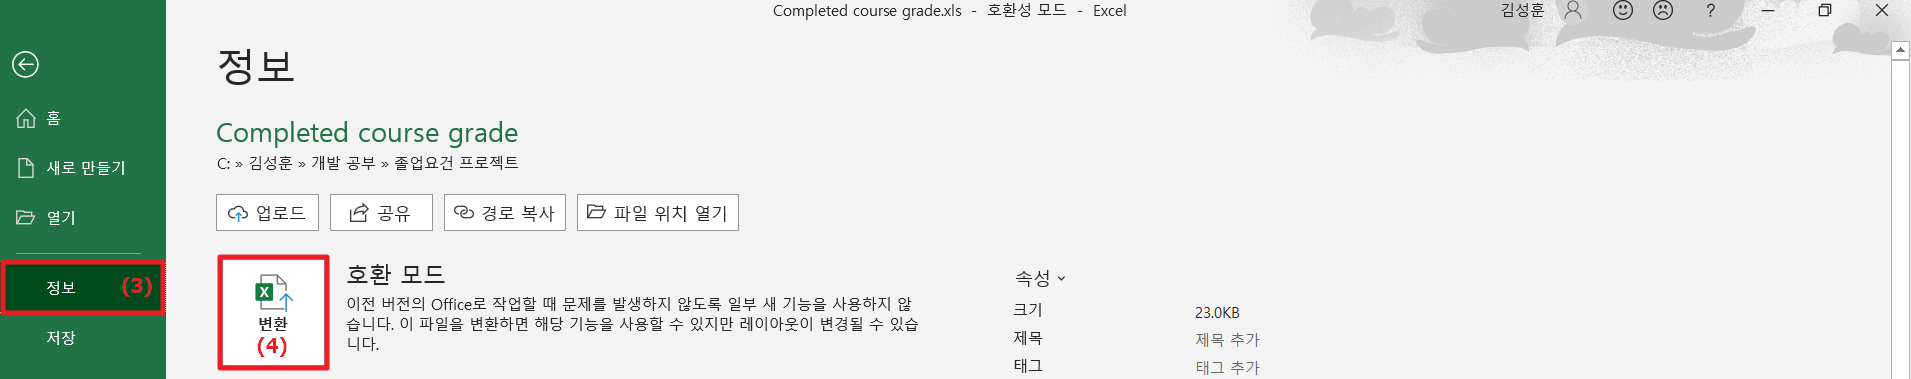 Completed course grade.xls - 호환성 모드 - Excel
김성훈
?
정보
홈
새로 만들기
열기
정보 (3)
저장
Completed course grade
C: » 김성훈 » 개발 공부 » 졸업요건 프로젝트
업로드
공유
경로 복사
파일 위치 열기
변환
(4)
호환 모드
이전 버전의 Office로 작업할 때 문제를 발생하지 않도록 일부 새 기능을 사용하지 않
습니다. 이 파일을 변환하면 해당 기능을 사용할 수 있지만 레이아웃이 변경될 수 있습
니다.
속성
크기 23.0KB
제목 제목 추가
태그 태그 추가